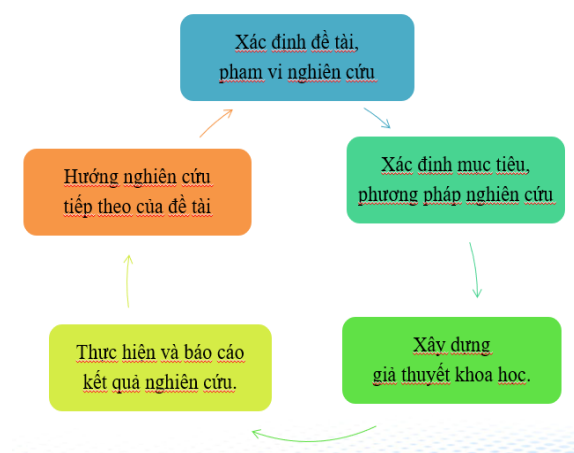 Xác định đề tài,
phạm vi nghiên cứu
Xác định mục tiêu,
phương pháp nghiên cứu
Xây dựng
giả thuyết khoa học.
Thực hiện và báo cáo
kết quả nghiên cứu.
Hướng nghiên cứu
tiếp theo của đề tài